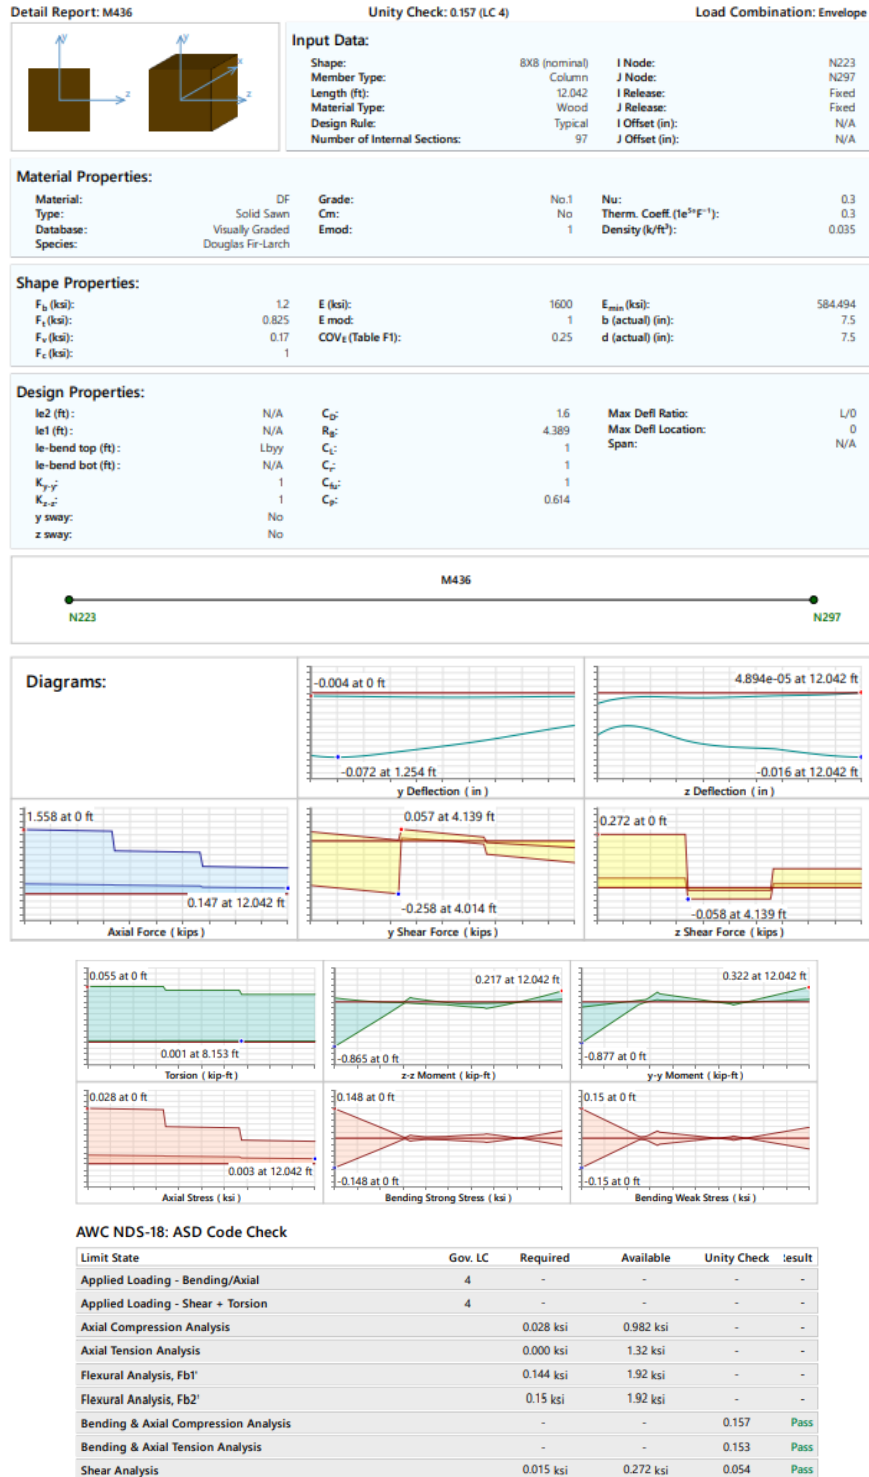 Detail Report: M436 Unity Check: 0.157 (LC 4) Load Combination: Envelope
y y x z z
Input Data:
Shape: 8X8 (nominal) I Node: N223
Member Type: Column J Node: N297
Length (ft): 12.042 I Release: Fixed
Material Type: Wood J Release: Fixed
Design Rule: Typical I Offset (in): N/A
Number of Internal Sections: 97 J Offset (in): N/A
Material Properties:
Material: DF Grade: No.1 Nu: 0.3
Type: Solid Sawn Cm: No Therm. Coeff. (1e⁵°F⁻¹): 0.3
Database: Visually Graded Emod: 1 Density (k/ft³): 0.035
Species: Douglas Fir-Larch
Shape Properties:
F_b (ksi): 1.2 E (ksi): 1600 E_min (ksi): 584.494
F_t (ksi): 0.825 E mod: 1 b (actual) (in): 7.5
F_v (ksi): 0.17 COV_E (Table F1): 0.25 d (actual) (in): 7.5
F_c (ksi): 1
Design Properties:
le2 (ft) : N/A C_D: 1.6 Max Defl Ratio: L/0
le1 (ft) : N/A R_B: 4.389 Max Defl Location: 0
le-bend top (ft) : Lbyy C_L: 1 Span: N/A
le-bend bot (ft) : N/A C_r: 1
K_y-y: 1 C_fu: 1
K_z-z: 1 C_P: 0.614
y sway: No
z sway: No
M436
N223 N297
Diagrams:
-0.004 at 0 ft 4.894e-05 at 12.042 ft
-0.072 at 1.254 ft -0.016 at 12.042 ft
y Deflection ( in ) z Deflection ( in )
1.558 at 0 ft 0.057 at 4.139 ft 0.272 at 0 ft
0.147 at 12.042 ft -0.258 at 4.014 ft -0.058 at 4.139 ft
Axial Force ( kips ) y Shear Force ( kips ) z Shear Force ( kips )
0.055 at 0 ft 0.217 at 12.042 ft 0.322 at 12.042 ft
0.001 at 8.153 ft -0.865 at 0 ft -0.877 at 0 ft
Torsion ( kip-ft ) z-z Moment ( kip-ft ) y-y Moment ( kip-ft )
0.028 at 0 ft 0.148 at 0 ft 0.15 at 0 ft
0.003 at 12.042 ft -0.148 at 0 ft -0.15 at 0 ft
Axial Stress ( ksi ) Bending Strong Stress ( ksi ) Bending Weak Stress ( ksi )
AWC NDS-18: ASD Code Check
Limit State Gov. LC Required Available Unity Check
Applied Loading - Bending/Axial 4 - - - -
Applied Loading - Shear + Torsion 4 - - - -
Axial Compression Analysis 0.028 ksi 0.982 ksi - -
Axial Tension Analysis 0.000 ksi 1.32 ksi - -
Flexural Analysis, Fb1' 0.144 ksi 1.92 ksi - -
Flexural Analysis, Fb2' 0.15 ksi 1.92 ksi - -
Bending & Axial Compression Analysis - - 0.157 Pass
Bending & Axial Tension Analysis - - 0.153 Pass
Shear Analysis 0.015 ksi 0.272 ksi 0.054 Pass